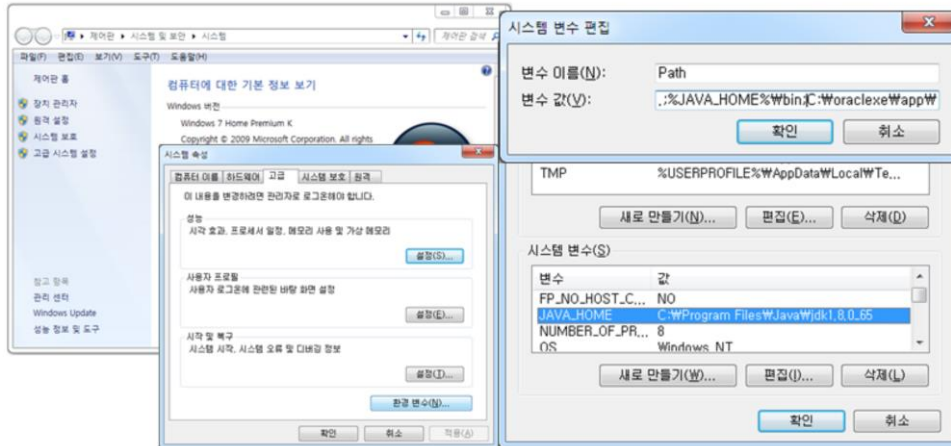 제어판 ▸ 시스템 및 보안 ▸ 시스템
제어판 검색
파일(F) 편집(E) 보기(V) 도구(T) 도움말(H)
제어판 홈
장치 관리자
원격 설정
시스템 보호
고급 시스템 설정
참고 항목
관리 센터
Windows Update
성능 정보 및 도구
컴퓨터에 대한 기본 정보 보기
Windows 버전
Windows 7 Home Premium K
Copyright © 2009 Microsoft Corporation. All rights
시스템 속성
컴퓨터 이름 하드웨어 고급 시스템 보호 원격
이 내용을 변경하려면 관리자로 로그온해야 합니다.
성능
시각 효과, 프로세서 일정, 메모리 사용 및 가상 메모리
설정(S)...
사용자 프로필
사용자 로그온에 관련된 바탕 화면 설정
설정(E)...
시작 및 복구
시스템 시작, 시스템 오류 및 디버깅 정보
설정(T)...
환경 변수(N)...
확인 취소 적용(A)
시스템 변수 편집
변수 이름(N): Path
변수 값(V): .;%JAVA_HOME%₩bin;C:₩oraclexe₩app₩
확인 취소
TMP %USERPROFILE%₩AppData₩Local₩Te...
새로 만들기(N)... 편집(E)... 삭제(D)
시스템 변수(S)
변수 값
FP_NO_HOST_C... NO
JAVA_HOME C:₩Program Files₩Java₩jdk1.8.0_65
NUMBER_OF_PR... 8
OS Windows_NT
새로 만들기(W)... 편집(I)... 삭제(L)
확인 취소